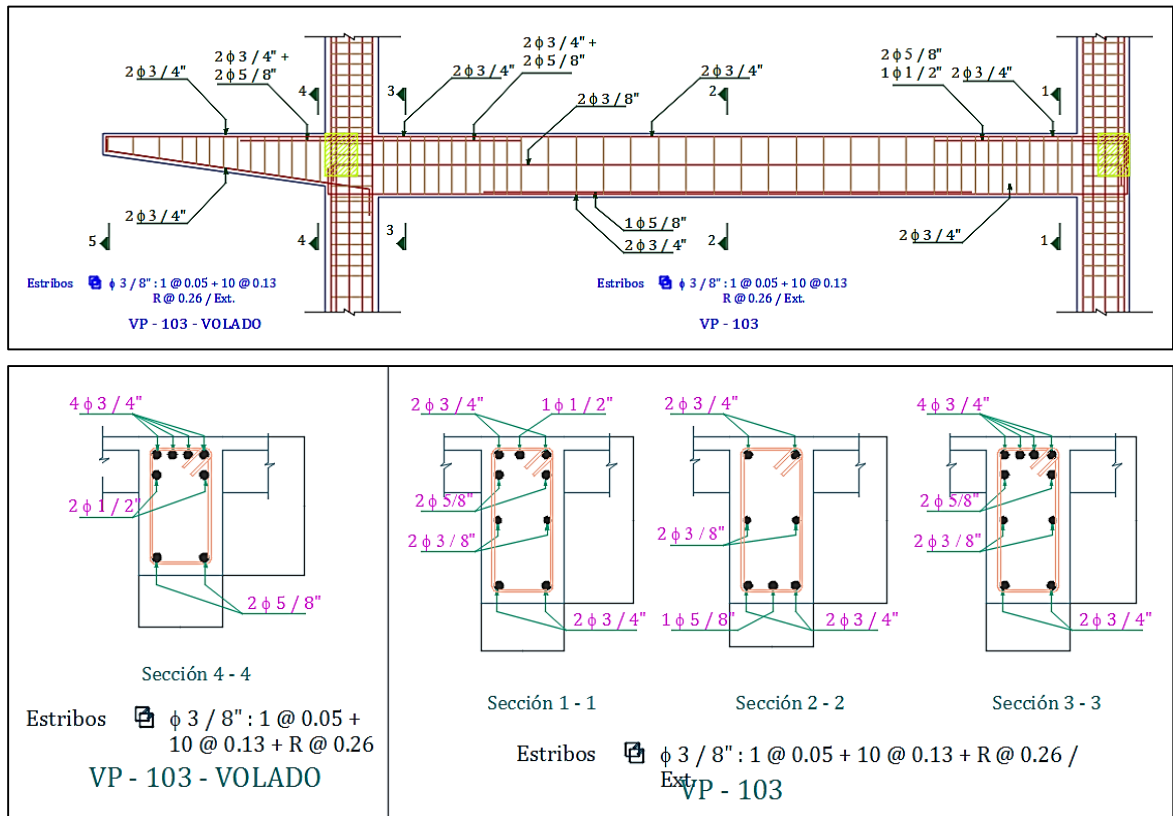 2 ϕ 3 / 4"
2 ϕ 3 / 4" +
2 ϕ 5 / 8"
4
3
2 ϕ 3 / 4"
2 ϕ 3 / 4" +
2 ϕ 5 / 8"
2 ϕ 3 / 8"
2 ϕ 3 / 4"
2
2 ϕ 5 / 8"
1 ϕ 1 / 2"
2 ϕ 3 / 4"
1
2 ϕ 3 / 4"
5
4
3
1 ϕ 5 / 8"
2 ϕ 3 / 4"
2
2 ϕ 3 / 4"
1
Estribos ϕ 3 / 8" : 1 @ 0.05 + 10 @ 0.13
R @ 0.26 / Ext.
VP - 103 - VOLADO
Estribos ϕ 3 / 8" : 1 @ 0.05 + 10 @ 0.13
R @ 0.26 / Ext.
VP - 103
4 ϕ 3 / 4"
2 ϕ 1 / 2"
2 ϕ 5 / 8"
Sección 4 - 4
Estribos ϕ 3 / 8" : 1 @ 0.05 +
10 @ 0.13 + R @ 0.26
VP - 103 - VOLADO
2 ϕ 3 / 4"
1 ϕ 1 / 2"
2 ϕ 5/8"
2 ϕ 3 / 8"
2 ϕ 3 / 4"
Sección 1 - 1
2 ϕ 3 / 4"
2 ϕ 3 / 8"
1 ϕ 5 / 8"
2 ϕ 3 / 4"
Sección 2 - 2
4 ϕ 3 / 4"
2 ϕ 5/8"
2 ϕ 3 / 8"
2 ϕ 3 / 4"
Sección 3 - 3
Estribos ϕ 3 / 8" : 1 @ 0.05 + 10 @ 0.13 + R @ 0.26 /
Ext.
VP - 103